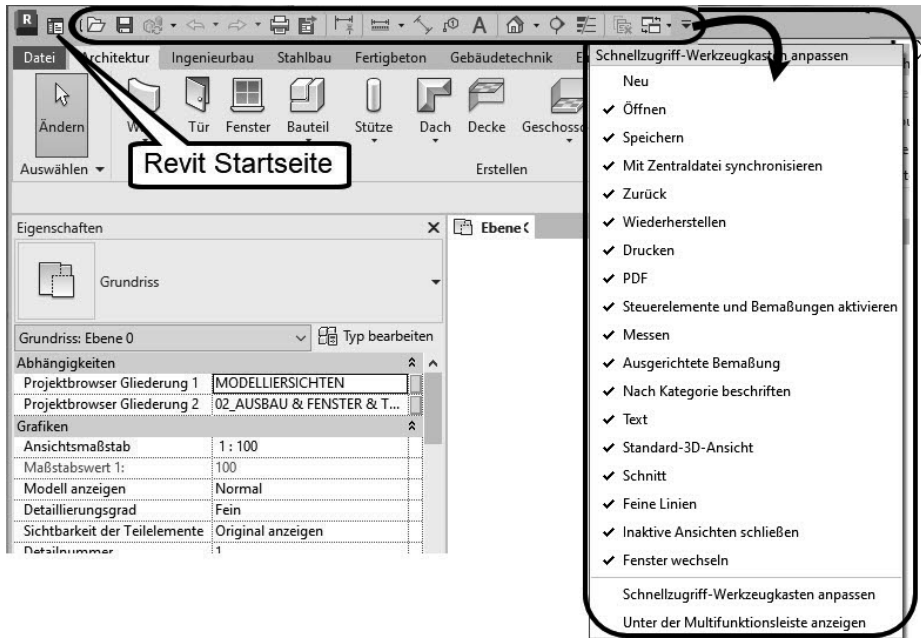 R
A
Datei Architektur Ingenieurbau Stahlbau Fertigbeton Gebäudetechnik
Ändern Tür Fenster Bauteil Stütze Dach Decke
Auswählen Erstellen
Revit Startseite
Eigenschaften
Ebene
Grundriss
Grundriss: Ebene 0 Typ bearbeiten
Abhängigkeiten
Projektbrowser Gliederung 1 MODELLIERSICHTEN
Projektbrowser Gliederung 2 02_AUSBAU & FENSTER & T...
Grafiken
Ansichtsmaßstab 1 : 100
Maßstabswert 1: 100
Modell anzeigen Normal
Detaillierungsgrad Fein
Sichtbarkeit der Teilelemente Original anzeigen
Detailnummer 1
Schnellzugriff-Werkzeugkasten anpassen
Neu
Öffnen
Speichern
Mit Zentraldatei synchronisieren
Zurück
Wiederherstellen
Drucken
PDF
Steuerelemente und Bemaßungen aktivieren
Messen
Ausgerichtete Bemaßung
Nach Kategorie beschriften
Text
Standard-3D-Ansicht
Schnitt
Feine Linien
Inaktive Ansichten schließen
Fenster wechseln
Schnellzugriff-Werkzeugkasten anpassen
Unter der Multifunktionsleiste anzeigen